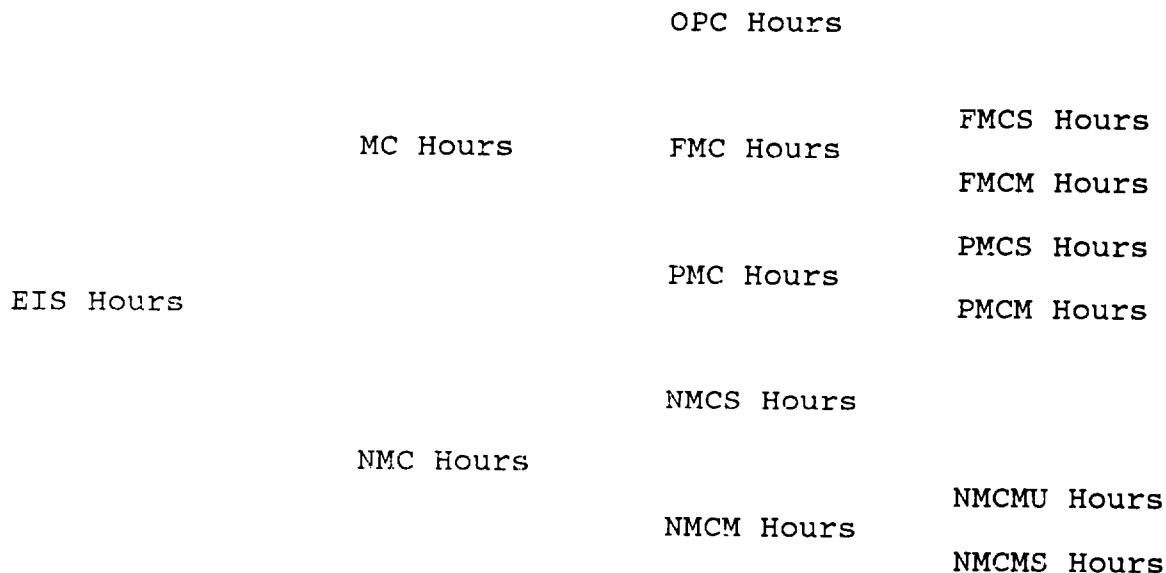 OPC Hours
FMCS Hours
MC Hours
FMC Hours
FMCM Hours
PMCS Hours
PMC Hours
EIS Hours
PMCM Hours
NMCS Hours
NMC Hours
NMCMU Hours
NMCM Hours
NMCMS Hours